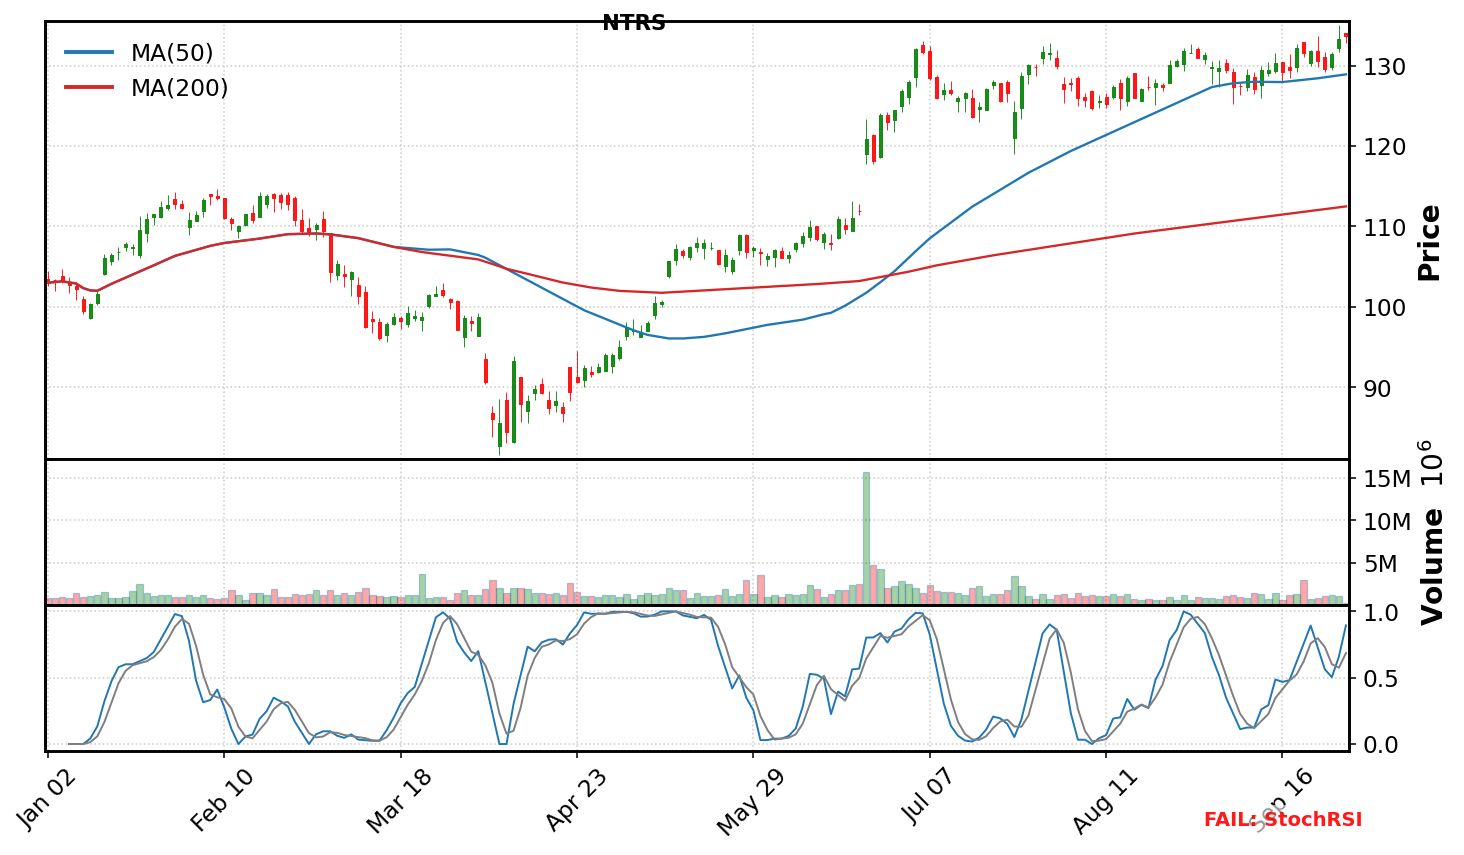 NTRS
MA(50)
MA(200)
130
120
110
100
90
Price
15M
10M
5M
Volume 10^6
1.0
0.5
0.0
Jan 02
Feb 10
Mar 18
Apr 23
May 29
Jul 07
Aug 11
Sep 16
FAIL: StochRSI